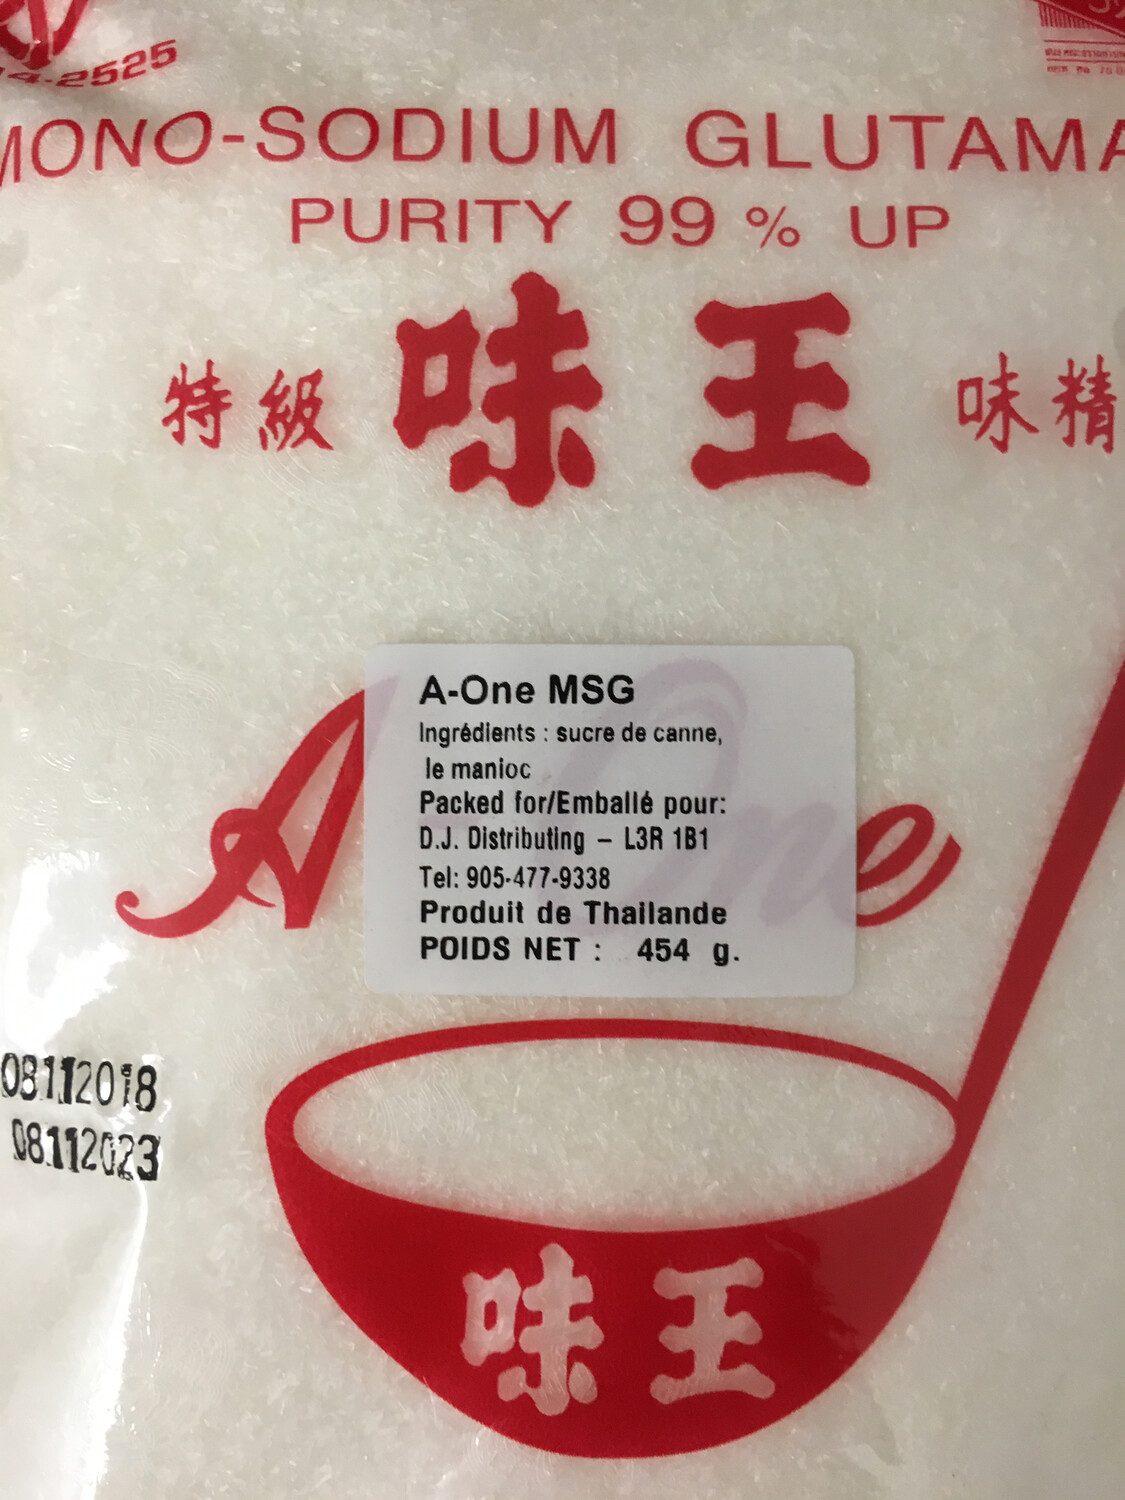 4-2525
MONO-SODIUM GLUTAMA
PURITY 99 % UP
特級 味王 味精
A-One
A-One MSG
Ingrédients : sucre de canne,
le manioc
Packed for/Emballé pour:
D.J. Distributing – L3R 1B1
Tel: 905-477-9338
Produit de Thailande
POIDS NET : 454 g.
08112018
08112023
味王